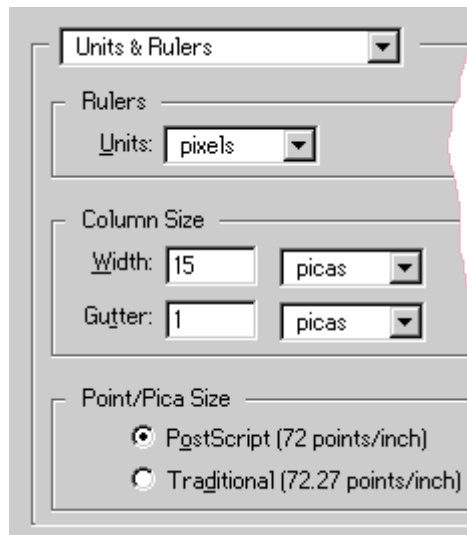 Units & Rulers
Rulers
Units: pixels
Column Size
Width: 15 picas
Gutter: 1 picas
Point/Pica Size
PostScript (72 points/inch)
Traditional (72.27 points/inch)